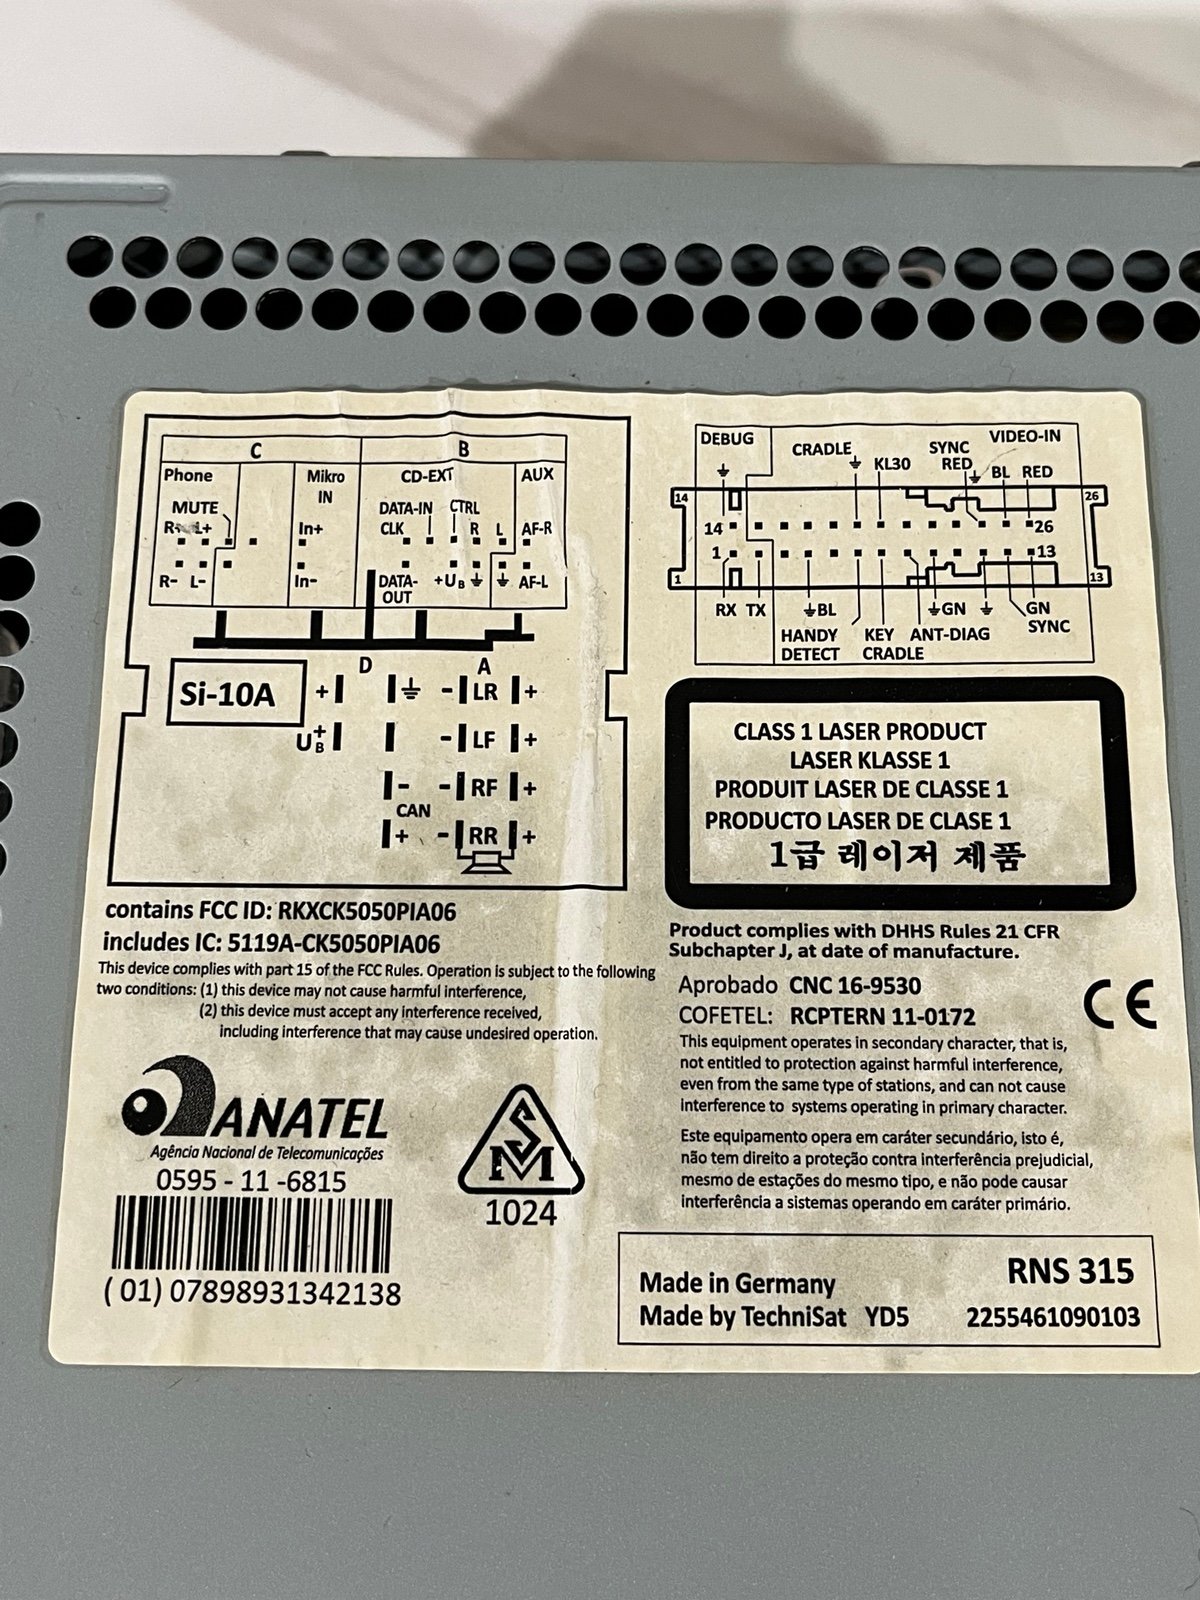 C
B
Phone
Mikro
IN
CD-EXT
AUX
MUTE
DATA-IN
CTRL
CLK
R
L
AF-R
L+
In+
R-
L-
In-
DATA-
OUT
+UB
AF-L
D
A
Si-10A
+
- LR +
UB+
- LF +
-
- RF +
CAN
+
- RR +
DEBUG
CRADLE
KL30
SYNC
RED
VIDEO-IN
BL
RED
14
26
14
26
1
13
1
13
RX
TX
BL
GN
GN
SYNC
HANDY
DETECT
KEY
CRADLE
ANT-DIAG
CLASS 1 LASER PRODUCT
LASER KLASSE 1
PRODUIT LASER DE CLASSE 1
PRODUCTO LASER DE CLASE 1
1급 레이저 제품
contains FCC ID: RKXCK5050PIA06
includes IC: 5119A-CK5050PIA06
This device complies with part 15 of the FCC Rules. Operation is subject to the following
two conditions: (1) this device may not cause harmful interference,
(2) this device must accept any interference received,
including interference that may cause undesired operation.
Product complies with DHHS Rules 21 CFR
Subchapter J, at date of manufacture.
Aprobado CNC 16-9530
COFETEL: RCPTERN 11-0172
CE
This equipment operates in secondary character, that is,
not entitled to protection against harmful interference,
even from the same type of stations, and can not cause
interference to systems operating in primary character.
Este equipamento opera em caráter secundário, isto é,
não tem direito a proteção contra interferência prejudicial,
mesmo de estações do mesmo tipo, e não pode causar
interferência a sistemas operando em caráter primário.
ANATEL
Agência Nacional de Telecomunicações
0595 - 11 -6815
(01) 07898931342138
S
M
1024
RNS 315
Made in Germany
Made by TechniSat YD5 2255461090103